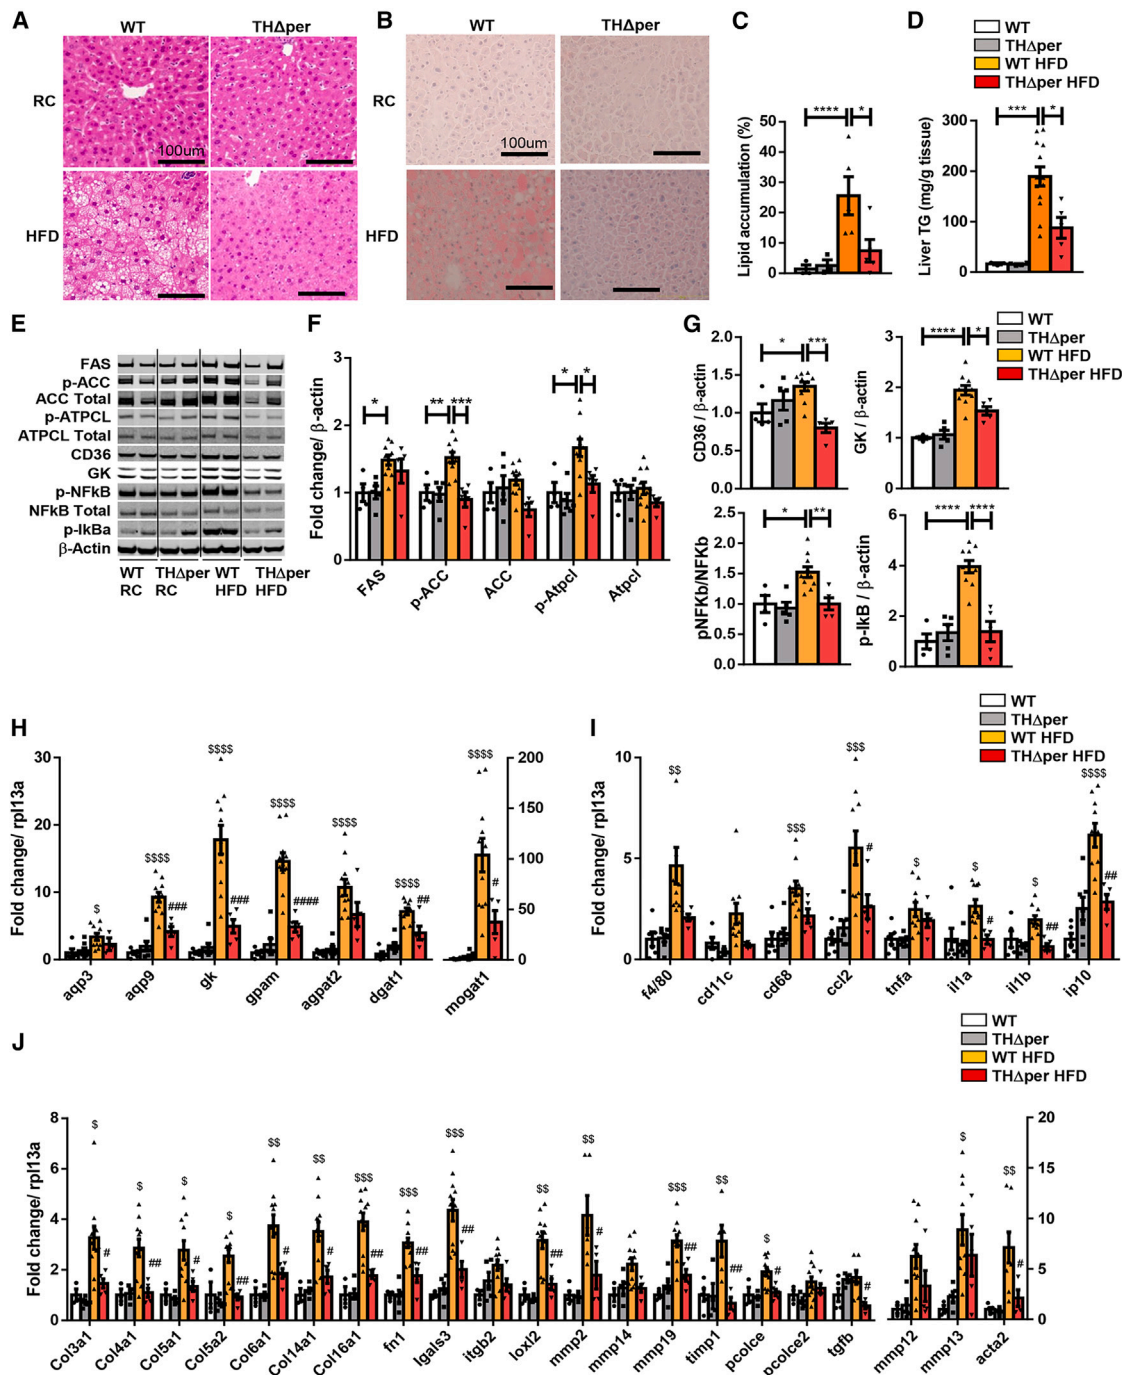 A
WT
THΔper
RC
100um
HFD
B
WT
THΔper
RC
100um
HFD
C
Lipid accumulation (%)
50
40
30
20
10
0
****
*
D
WT
THΔper
WT HFD
THΔper HFD
Liver TG (mg/g tissue)
300
200
100
0
***
*
E
FAS
p-ACC
ACC Total
p-ATPCL
ATPCL Total
CD36
GK
p-NFkB
NFkB Total
p-IkBa
β-Actin
WT THΔper WT THΔper
RC RC HFD HFD
F
Fold change/ β-actin
3
2
1
0
*
**
***
*
*
FAS
p-ACC
ACC
p-Atpcl
Atpcl
G
WT
THΔper
WT HFD
THΔper HFD
CD36 / β-actin
2.0
1.5
1.0
0.5
0.0
*
***
GK / β-actin
3
2
1
0
****
*
pNFKb/NFKb
2.5
2.0
1.5
1.0
0.5
0.0
*
**
p-IkB / β-actin
6
4
2
0
****
****
H
Fold change/ rpl13a
30
20
10
0
$
$$$$
###
$$$$
###
$$$$
####
$$$$
##
$$$$
#
200
150
100
50
0
aqp3
aqp9
gk
gpam
agpat2
dgat1
mogat1
I
WT
THΔper
WT HFD
THΔper HFD
Fold change/ rpl13a
10
5
0
$$
$$$
$$$
#
$
$
#
$
##
$$$$
##
f4/80
cd11c
cd68
ccl2
tnfa
il1a
il1b
ip10
J
WT
THΔper
WT HFD
THΔper HFD
Fold change/ rpl13a
8
6
4
2
0
$
#
$
##
$
#
$
##
$$
#
$$
#
$$$
##
$$$
##
$$$
##
$$
##
$$
#
$$$
##
$$
##
$
#
#
$
$$
#
20
15
10
5
0
Col3a1
Col4a1
Col5a1
Col5a2
Col6a1
Col14a1
Col16a1
fn1
lgals3
itgb2
loxl2
mmp2
mmp14
mmp19
timp1
pcolce
pcolce2
tgfb
mmp12
mmp13
acta2